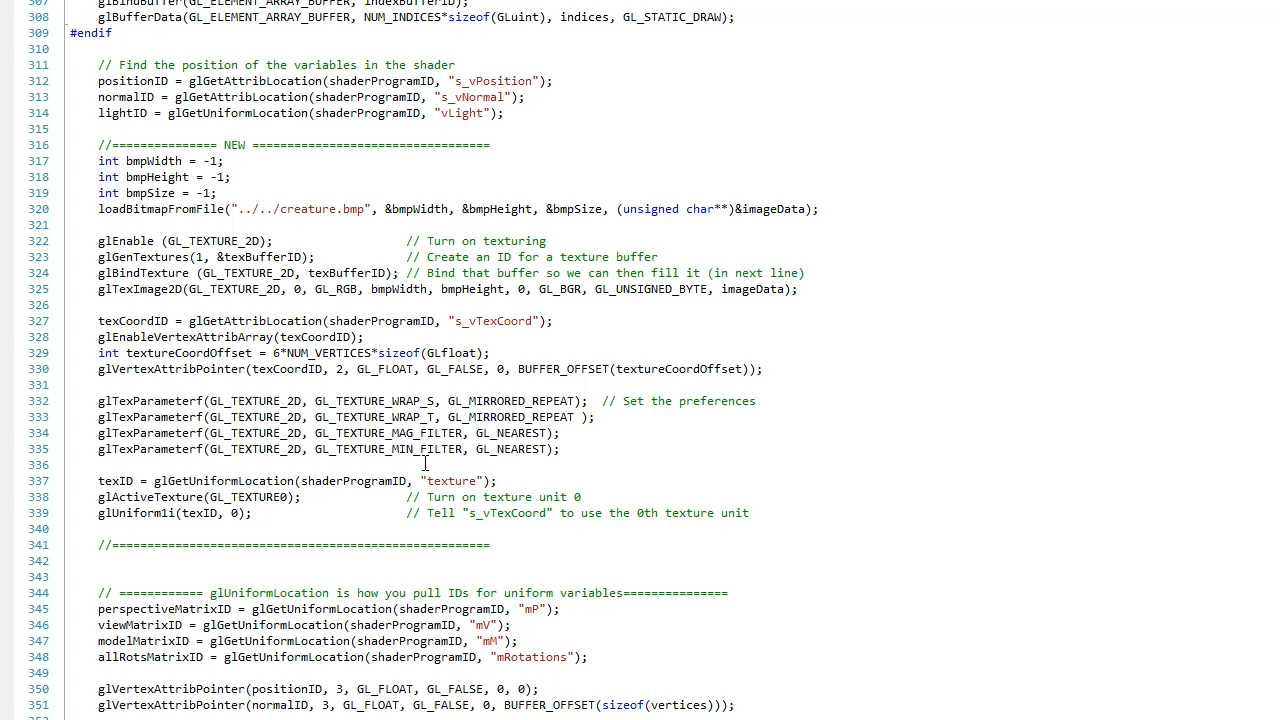 307 glBindBuffer(GL_ELEMENT_ARRAY_BUFFER, indexBufferID);
308 glBufferData(GL_ELEMENT_ARRAY_BUFFER, NUM_INDICES*sizeof(GLuint), indices, GL_STATIC_DRAW);
309 #endif
310
311 // Find the position of the variables in the shader
312 positionID = glGetAttribLocation(shaderProgramID, "s_vPosition");
313 normalID = glGetAttribLocation(shaderProgramID, "s_vNormal");
314 lightID = glGetUniformLocation(shaderProgramID, "vLight");
315
316 //=============== NEW ==================================
317 int bmpWidth = -1;
318 int bmpHeight = -1;
319 int bmpSize = -1;
320 loadBitmapFromFile("../../creature.bmp", &bmpWidth, &bmpHeight, &bmpSize, (unsigned char**)&imageData);
321
322 glEnable (GL_TEXTURE_2D); // Turn on texturing
323 glGenTextures(1, &texBufferID); // Create an ID for a texture buffer
324 glBindTexture (GL_TEXTURE_2D, texBufferID); // Bind that buffer so we can then fill it (in next line)
325 glTexImage2D(GL_TEXTURE_2D, 0, GL_RGB, bmpWidth, bmpHeight, 0, GL_BGR, GL_UNSIGNED_BYTE, imageData);
326
327 texCoordID = glGetAttribLocation(shaderProgramID, "s_vTexCoord");
328 glEnableVertexAttribArray(texCoordID);
329 int textureCoordOffset = 6*NUM_VERTICES*sizeof(GLfloat);
330 glVertexAttribPointer(texCoordID, 2, GL_FLOAT, GL_FALSE, 0, BUFFER_OFFSET(textureCoordOffset));
331
332 glTexParameterf(GL_TEXTURE_2D, GL_TEXTURE_WRAP_S, GL_MIRRORED_REPEAT); // Set the preferences
333 glTexParameterf(GL_TEXTURE_2D, GL_TEXTURE_WRAP_T, GL_MIRRORED_REPEAT );
334 glTexParameterf(GL_TEXTURE_2D, GL_TEXTURE_MAG_FILTER, GL_NEAREST);
335 glTexParameterf(GL_TEXTURE_2D, GL_TEXTURE_MIN_FILTER, GL_NEAREST);
336
337 texID = glGetUniformLocation(shaderProgramID, "texture");
338 glActiveTexture(GL_TEXTURE0); // Turn on texture unit 0
339 glUniform1i(texID, 0); // Tell "s_vTexCoord" to use the 0th texture unit
340
341 //======================================================
342
343
344 // ============ glUniformLocation is how you pull IDs for uniform variables===============
345 perspectiveMatrixID = glGetUniformLocation(shaderProgramID, "mP");
346 viewMatrixID = glGetUniformLocation(shaderProgramID, "mV");
347 modelMatrixID = glGetUniformLocation(shaderProgramID, "mM");
348 allRotsMatrixID = glGetUniformLocation(shaderProgramID, "mRotations");
349
350 glVertexAttribPointer(positionID, 3, GL_FLOAT, GL_FALSE, 0, 0);
351 glVertexAttribPointer(normalID, 3, GL_FLOAT, GL_FALSE, 0, BUFFER_OFFSET(sizeof(vertices)));